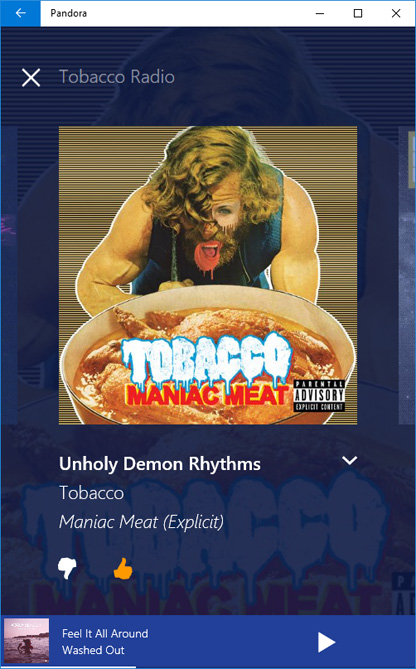 Pandora
Tobacco Radio
TOBACCO
MANIAC MEAT
PARENTAL
ADVISORY
EXPLICIT CONTENT
Unholy Demon Rhythms
Tobacco
Maniac Meat (Explicit)
Feel It All Around
Washed Out